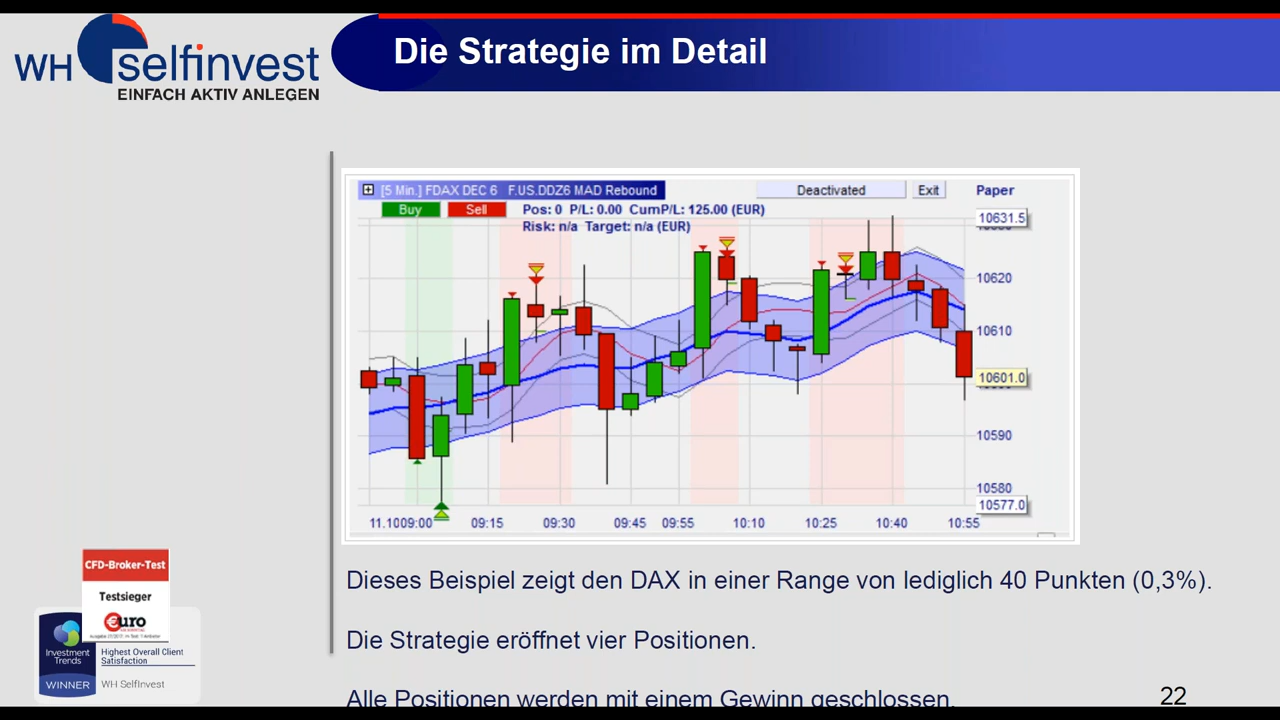 WH selfinvest
EINFACH AKTIV ANLEGEN
Die Strategie im Detail
[5 Min.] FDAX DEC 6 F.US.DDZ6 MAD Rebound
Deactivated
Exit
Paper
Buy
Sell
Pos: 0 P/L: 0.00 CumP/L: 125.00 (EUR)
Risk: n/a Target: n/a (EUR)
10631.5
10620
10610
10601.0
10590
10580
10577.0
11.10 09:00 09:15 09:30 09:45 09:55 10:10 10:25 10:40 10:55
Dieses Beispiel zeigt den DAX in einer Range von lediglich 40 Punkten (0,3%).
Die Strategie eröffnet vier Positionen.
Alle Positionen werden mit einem Gewinn geschlossen.
CFD-Broker-Test
Testsieger
€uro
Investment
Trends
WINNER
Highest Overall Client
Satisfaction
WH SelfInvest
22